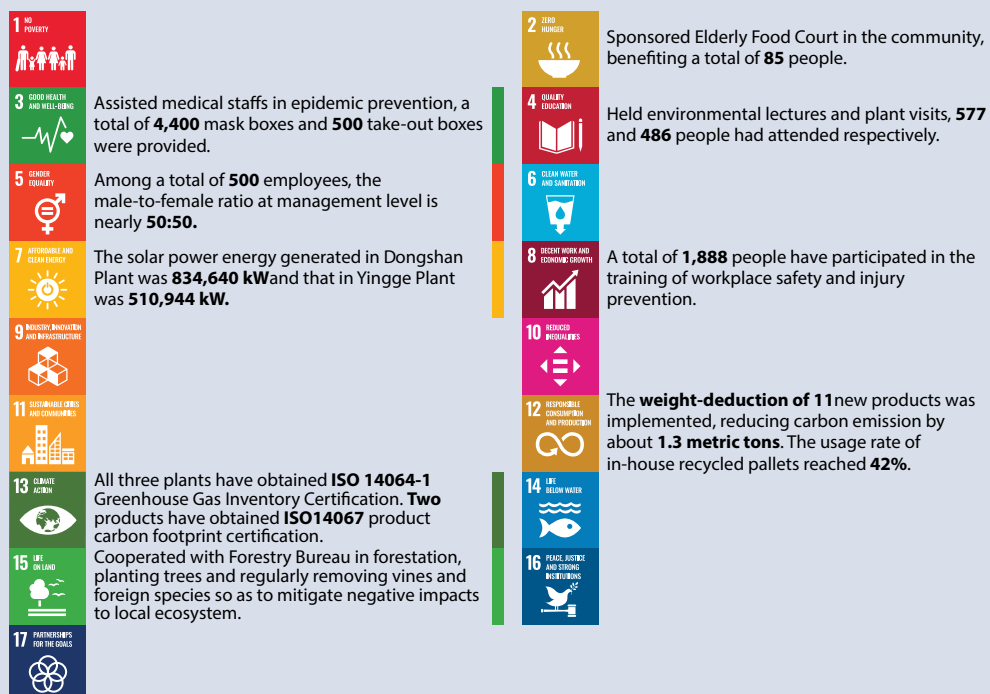 1 NO
POVERTY
2 ZERO
HUNGER
Sponsored Elderly Food Court in the community,
benefiting a total of 85 people.
3 GOOD HEALTH
AND WELL-BEING
Assisted medical staffs in epidemic prevention, a
total of 4,400 mask boxes and 500 take-out boxes
were provided.
4 QUALITY
EDUCATION
Held environmental lectures and plant visits, 577
and 486 people had attended respectively.
5 GENDER
EQUALITY
Among a total of 500 employees, the
male-to-female ratio at management level is
nearly 50:50.
6 CLEAN WATER
AND SANITATION
7 AFFORDABLE AND
CLEAN ENERGY
The solar power energy generated in Dongshan
Plant was 834,640 kWand that in Yingge Plant
was 510,944 kW.
8 DECENT WORK AND
ECONOMIC GROWTH
A total of 1,888 people have participated in the
training of workplace safety and injury
prevention.
9 INDUSTRY, INNOVATION
AND INFRASTRUCTURE
10 REDUCED
INEQUALITIES
11 SUSTAINABLE CITIES
AND COMMUNITIES
12 RESPONSIBLE
CONSUMPTION
AND PRODUCTION
The weight-deduction of 11new products was
implemented, reducing carbon emission by
about 1.3 metric tons. The usage rate of
in-house recycled pallets reached 42%.
13 CLIMATE
ACTION
All three plants have obtained ISO 14064-1
Greenhouse Gas Inventory Certification. Two
products have obtained ISO14067 product
carbon footprint certification.
14 LIFE
BELOW WATER
15 LIFE
ON LAND
Cooperated with Forestry Bureau in forestation,
planting trees and regularly removing vines and
foreign species so as to mitigate negative impacts
to local ecosystem.
16 PEACE, JUSTICE
AND STRONG
INSTITUTIONS
17 PARTNERSHIPS
FOR THE GOALS